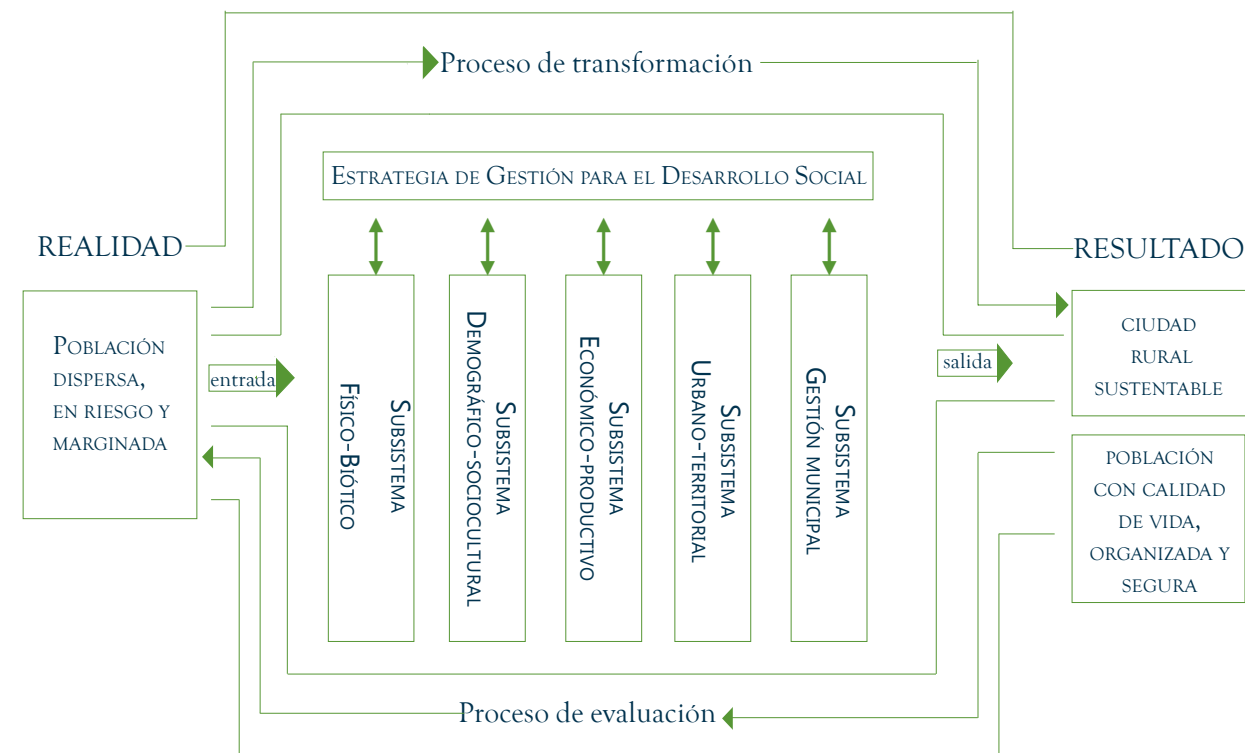 Proceso de transformación
ESTRATEGIA DE GESTIÓN PARA EL DESARROLLO SOCIAL
REALIDAD
RESULTADO
POBLACIÓN
DISPERSA,
EN RIESGO Y
MARGINADA
entrada
SUBSISTEMA
FÍSICO-BIÓTICO
SUBSISTEMA
DEMOGRÁFICO-SOCIOCULTURAL
SUBSISTEMA
ECONÓMICO-PRODUCTIVO
SUBSISTEMA
URBANO-TERRITORIAL
SUBSISTEMA
GESTIÓN MUNICIPAL
salida
CIUDAD
RURAL
SUSTENTABLE
POBLACIÓN
CON CALIDAD
DE VIDA,
ORGANIZADA Y
SEGURA
Proceso de evaluación